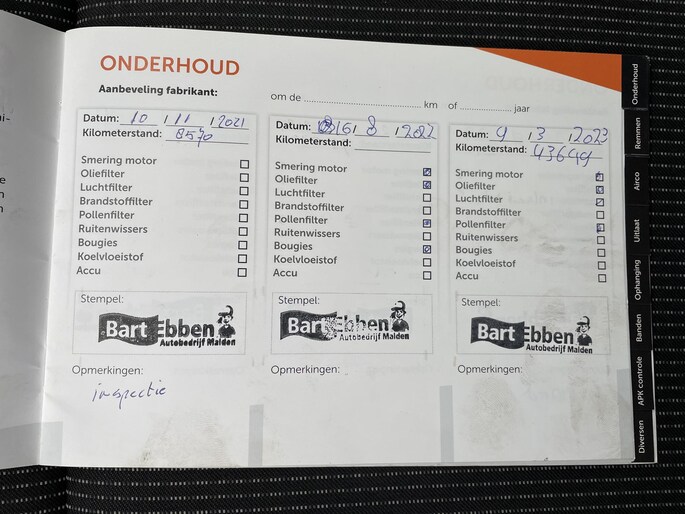 ONDERHOUD
Aanbeveling fabrikant: om de ........ km of ........ jaar
Datum: 10 / 11 / 2021
Kilometerstand: 8570
Smering motor
Oliefilter
Luchtfilter
Brandstoffilter
Pollenfilter
Ruitenwissers
Bougies
Koelvloeistof
Accu
Stempel:
Bart Ebben
Autobedrijf Malden
Opmerkingen:
inspectie
Datum: 16 / 8 / 2022
Kilometerstand:
Smering motor
Oliefilter
Luchtfilter
Brandstoffilter
Pollenfilter
Ruitenwissers
Bougies
Koelvloeistof
Accu
Stempel:
Bart Ebben
Autobedrijf Malden
Opmerkingen:
Datum: 9 / 3 / 2023
Kilometerstand: 43649
Smering motor
Oliefilter
Luchtfilter
Brandstoffilter
Pollenfilter
Ruitenwissers
Bougies
Koelvloeistof
Accu
Stempel:
Bart Ebben
Autobedrijf Malden
Opmerkingen:
Onderhoud
Remmen
Airco
Uitlaat
Ophanging
Banden
APK controle
Diversen